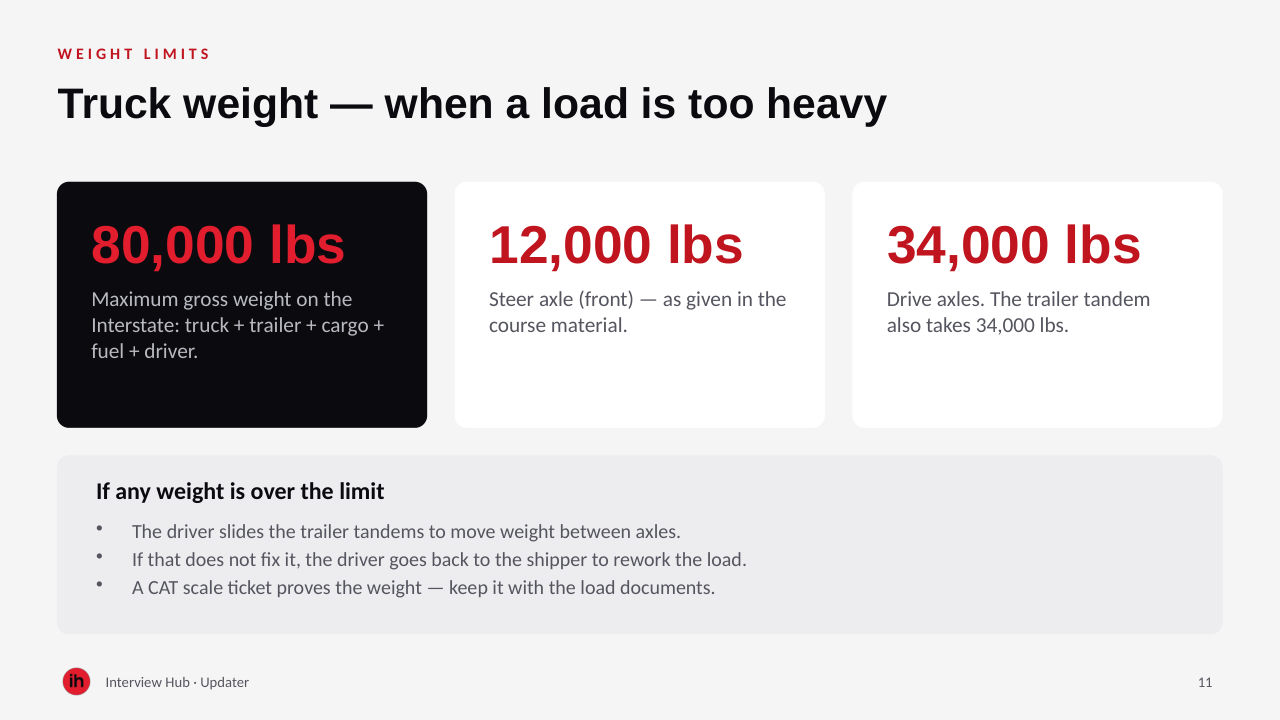 WEIGHT LIMITS
Truck weight — when a load is too heavy
80,000 lbs
Maximum gross weight on the
Interstate: truck + trailer + cargo +
fuel + driver.
12,000 lbs
Steer axle (front) — as given in the
course material.
34,000 lbs
Drive axles. The trailer tandem
also takes 34,000 lbs.
If any weight is over the limit
• The driver slides the trailer tandems to move weight between axles.
• If that does not fix it, the driver goes back to the shipper to rework the load.
• A CAT scale ticket proves the weight — keep it with the load documents.
ih
Interview Hub · Updater
11